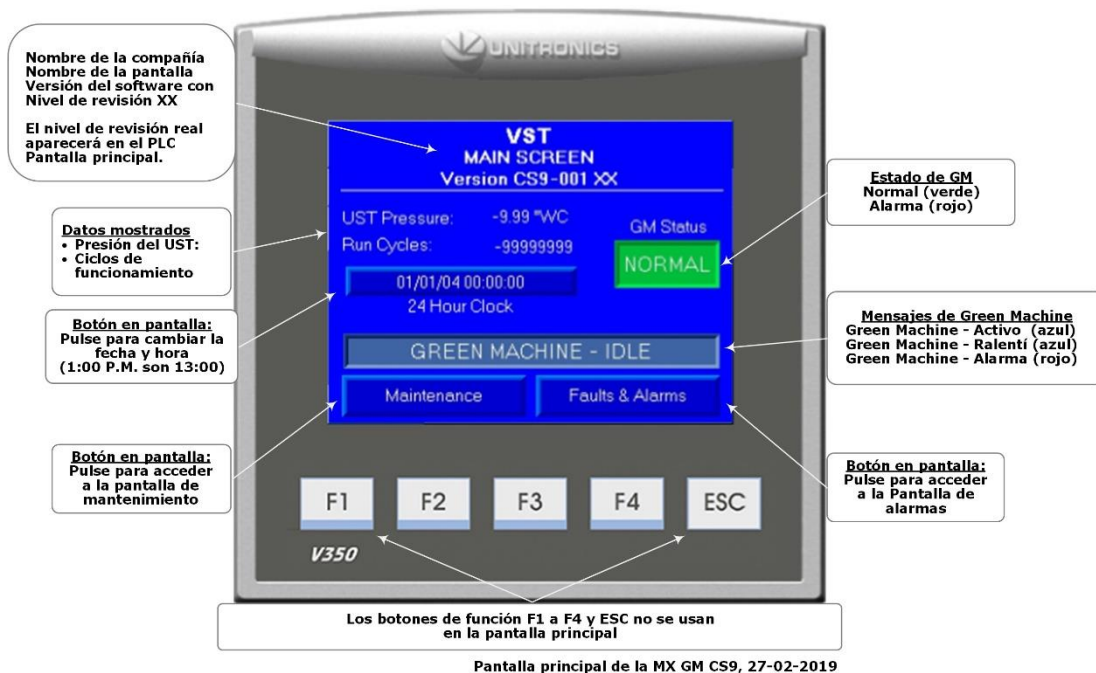 UNITRONICS
Nombre de la compañía
Nombre de la pantalla
Versión del software con
Nivel de revisión XX
El nivel de revisión real
aparecerá en el PLC
Pantalla principal.
VST
MAIN SCREEN
Version CS9-001 XX
Estado de GM
Normal (verde)
Alarma (rojo)
Datos mostrados
• Presión del UST:
• Ciclos de
funcionamiento
UST Pressure: -9.99 "WC
Run Cycles: -99999999
GM Status
NORMAL
01/01/04 00:00:00
24 Hour Clock
Botón en pantalla:
Pulse para cambiar la
fecha y hora
(1:00 P.M. son 13:00)
Mensajes de Green Machine
Green Machine - Activo (azul)
Green Machine - Ralentí (azul)
Green Machine - Alarma (rojo)
GREEN MACHINE - IDLE
Maintenance
Faults & Alarms
Botón en pantalla:
Pulse para acceder
a la pantalla de
mantenimiento
Botón en pantalla:
Pulse para acceder
a la Pantalla de
alarmas
F1
F2
F3
F4
ESC
V350
Los botones de función F1 a F4 y ESC no se usan
en la pantalla principal
Pantalla principal de la MX GM CS9, 27-02-2019